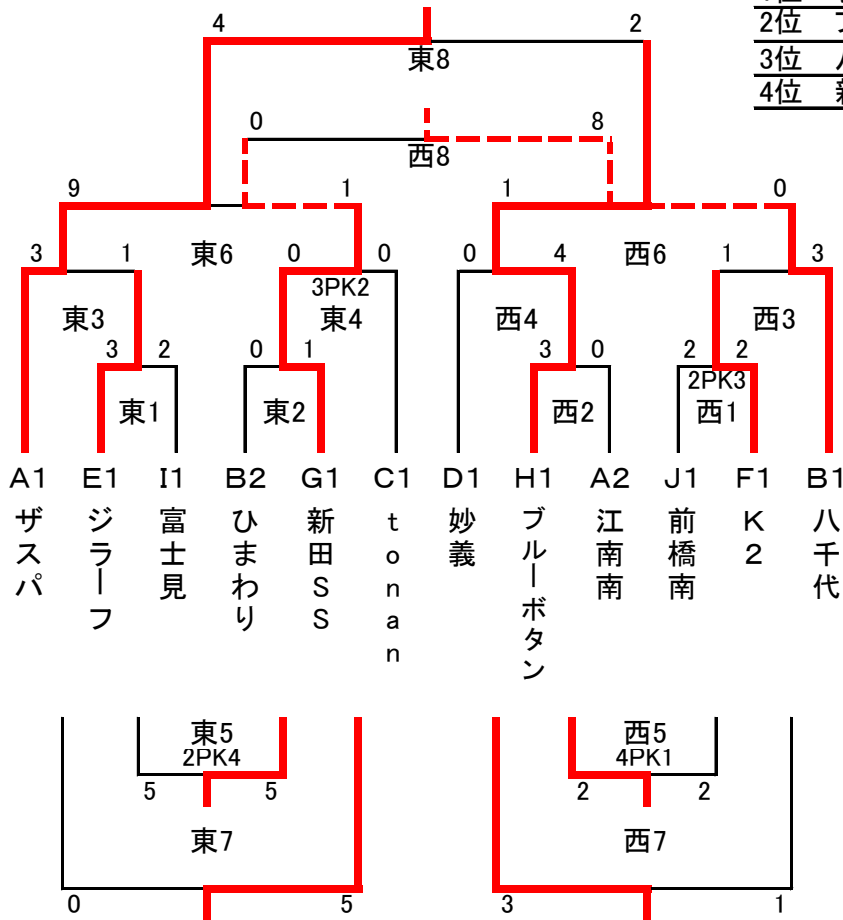 4 2
東8
2位
3位
4位
0 8
西8
9 1 1 0
東6 西6
3 1 0 0 0 4 1 3
3PK2
東3 東4 西4 西3
3 2 0 1 3 0 2 2
2PK3
東1 東2 西2 西1
A1 E1 I1 B2 G1 C1 D1 H1 A2 J1 F1 B1
ザスパ
ジラーフ
富士見
ひまわり
新田SS
tonan
妙義
ブルーボタン
江南南
前橋南
K2
八千代
東5 西5
2PK4 4PK1
5 5 2 2
東7 西7
0 5 3 1